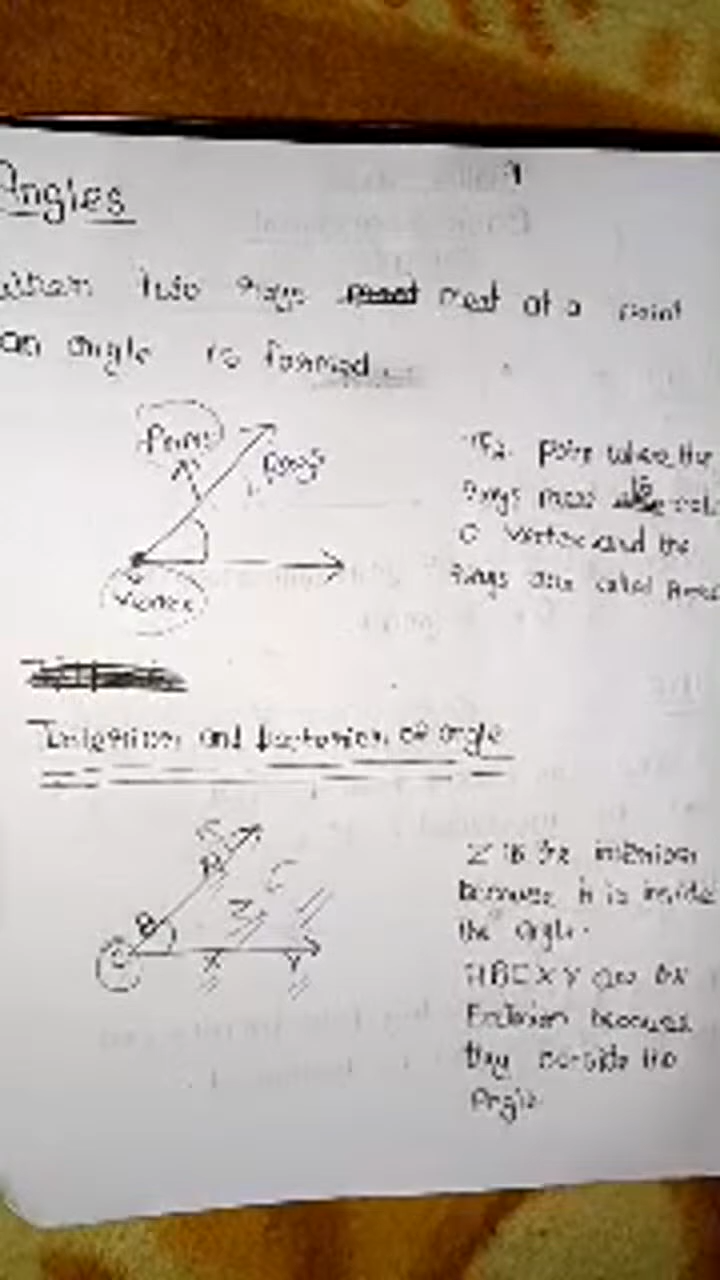 Angles
when two rays meet at a point
an angle is formed
Point
Rays
Vertex
The point where the
rays meet is
a vertex and the
rays are called Arms
Interior and Exterior of angle
B
Z
C
X
Y
Z is the interior
because it is inside
the angle.
ABCXY are
Exterior because
they outside the
Angle